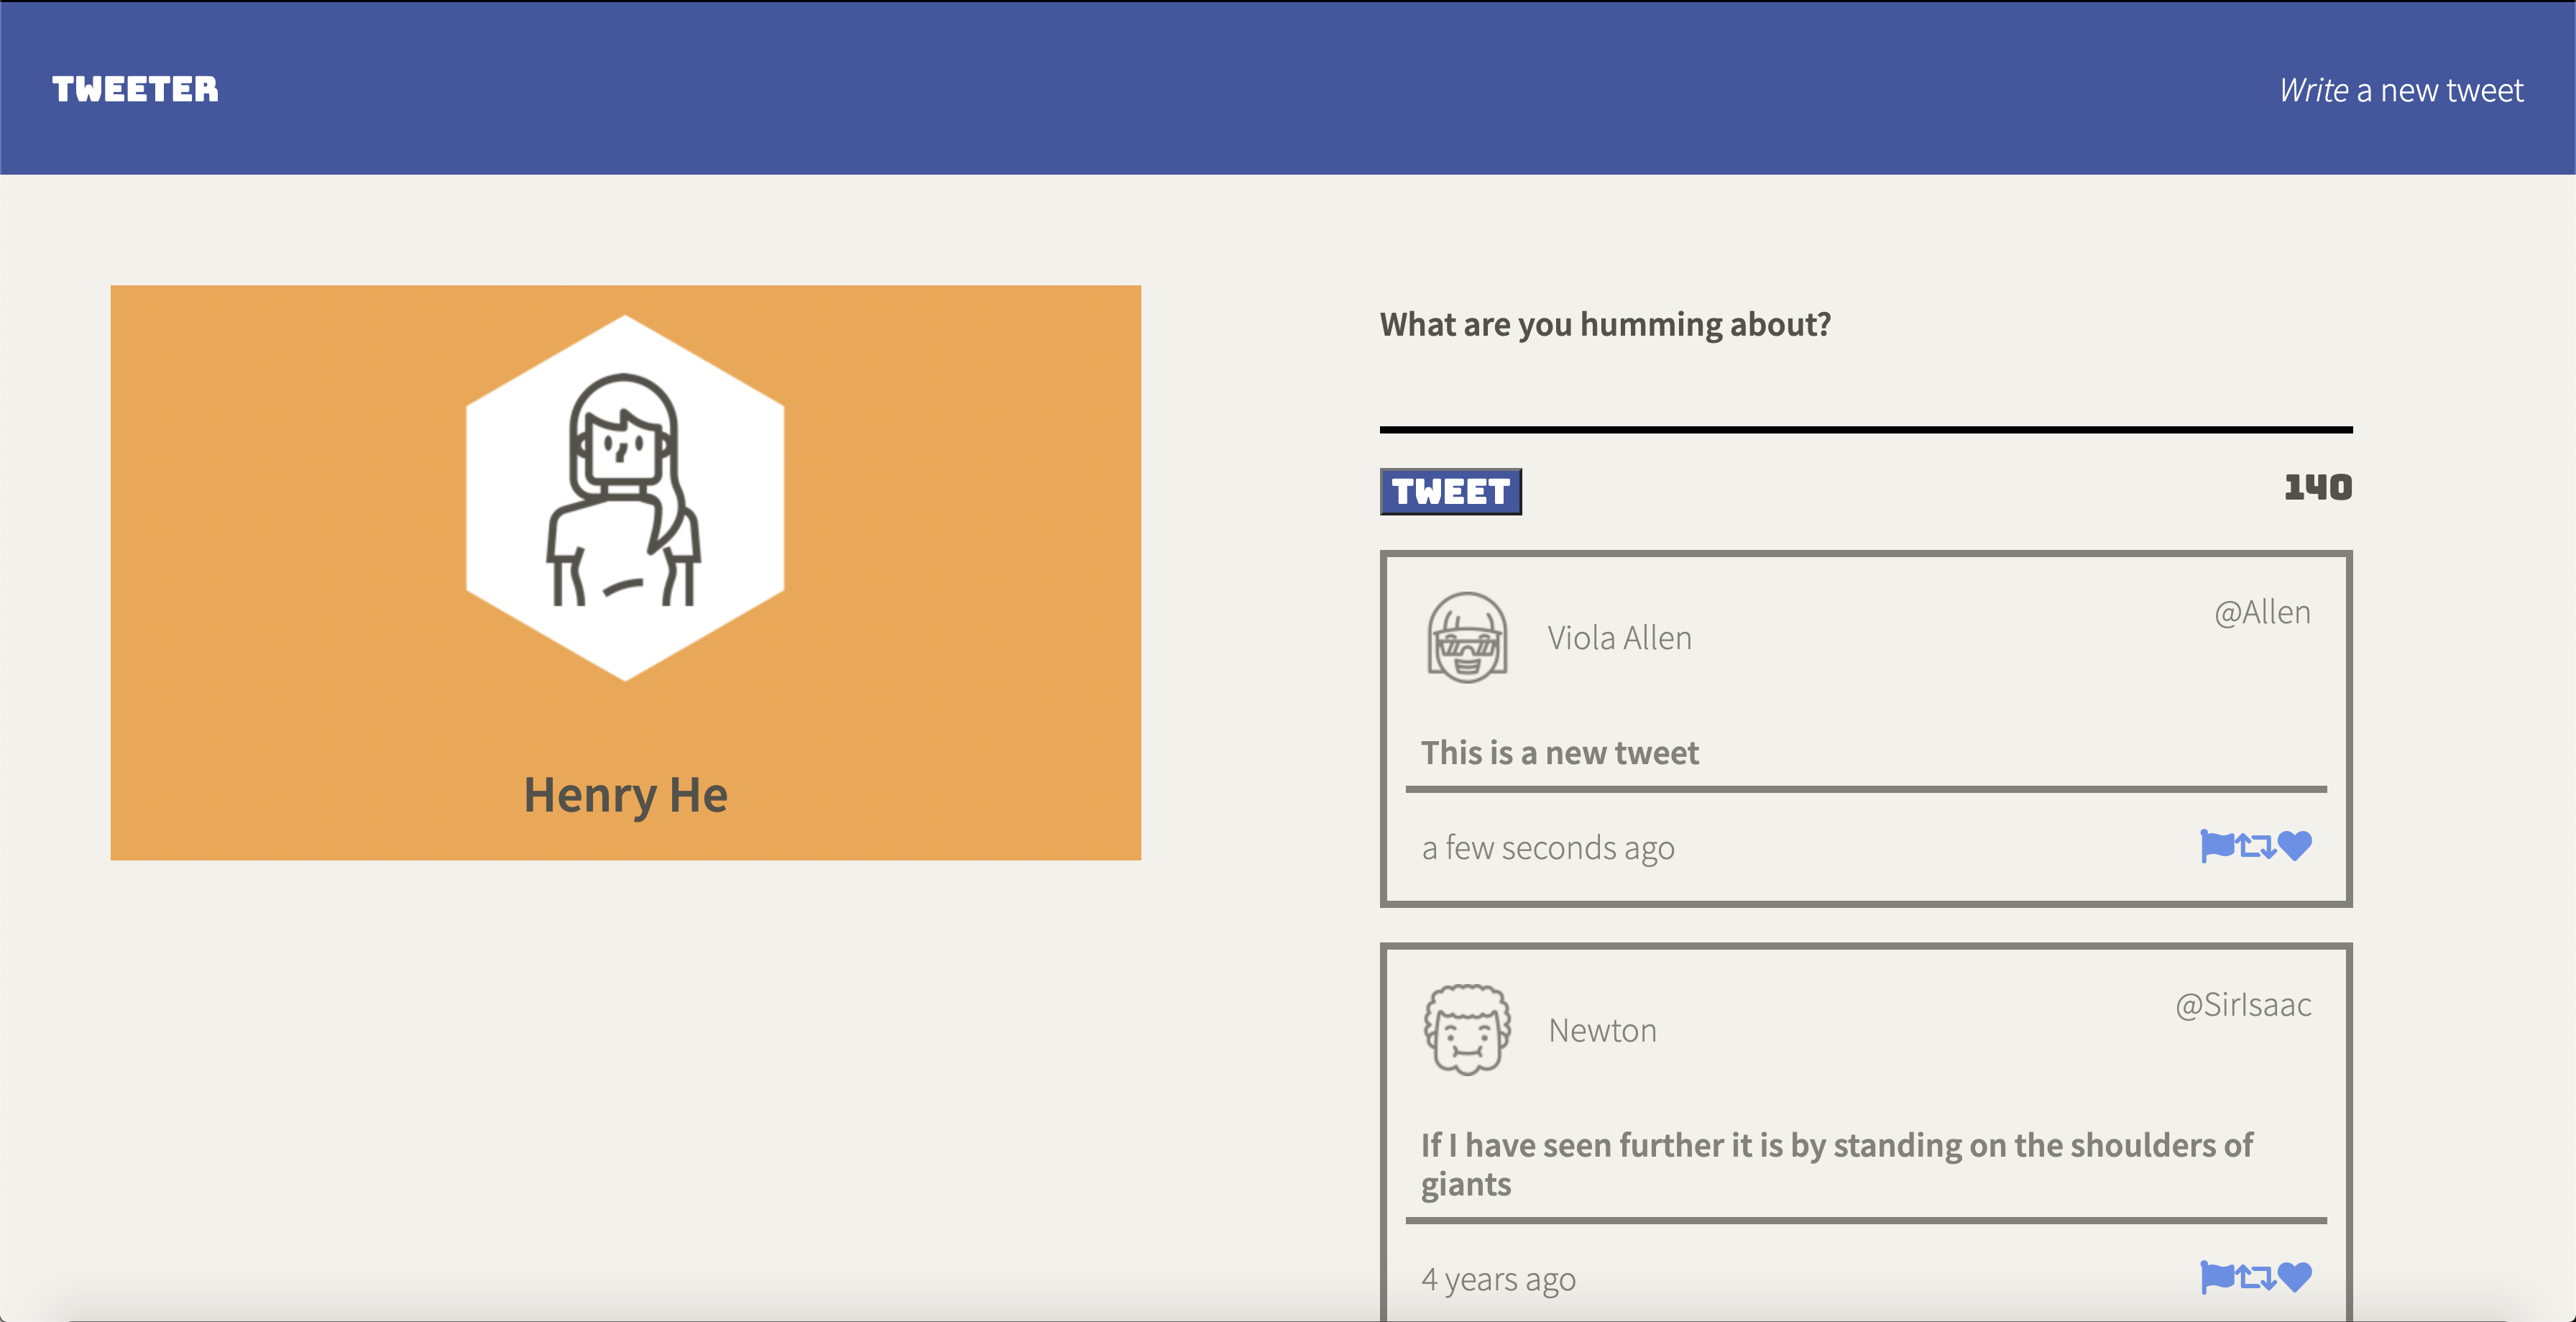 TWEETER
Write a new tweet
Henry He
What are you humming about?
TWEET
140
Viola Allen
@Allen
This is a new tweet
a few seconds ago
Newton
@SirIsaac
If I have seen further it is by standing on the shoulders of
giants
4 years ago